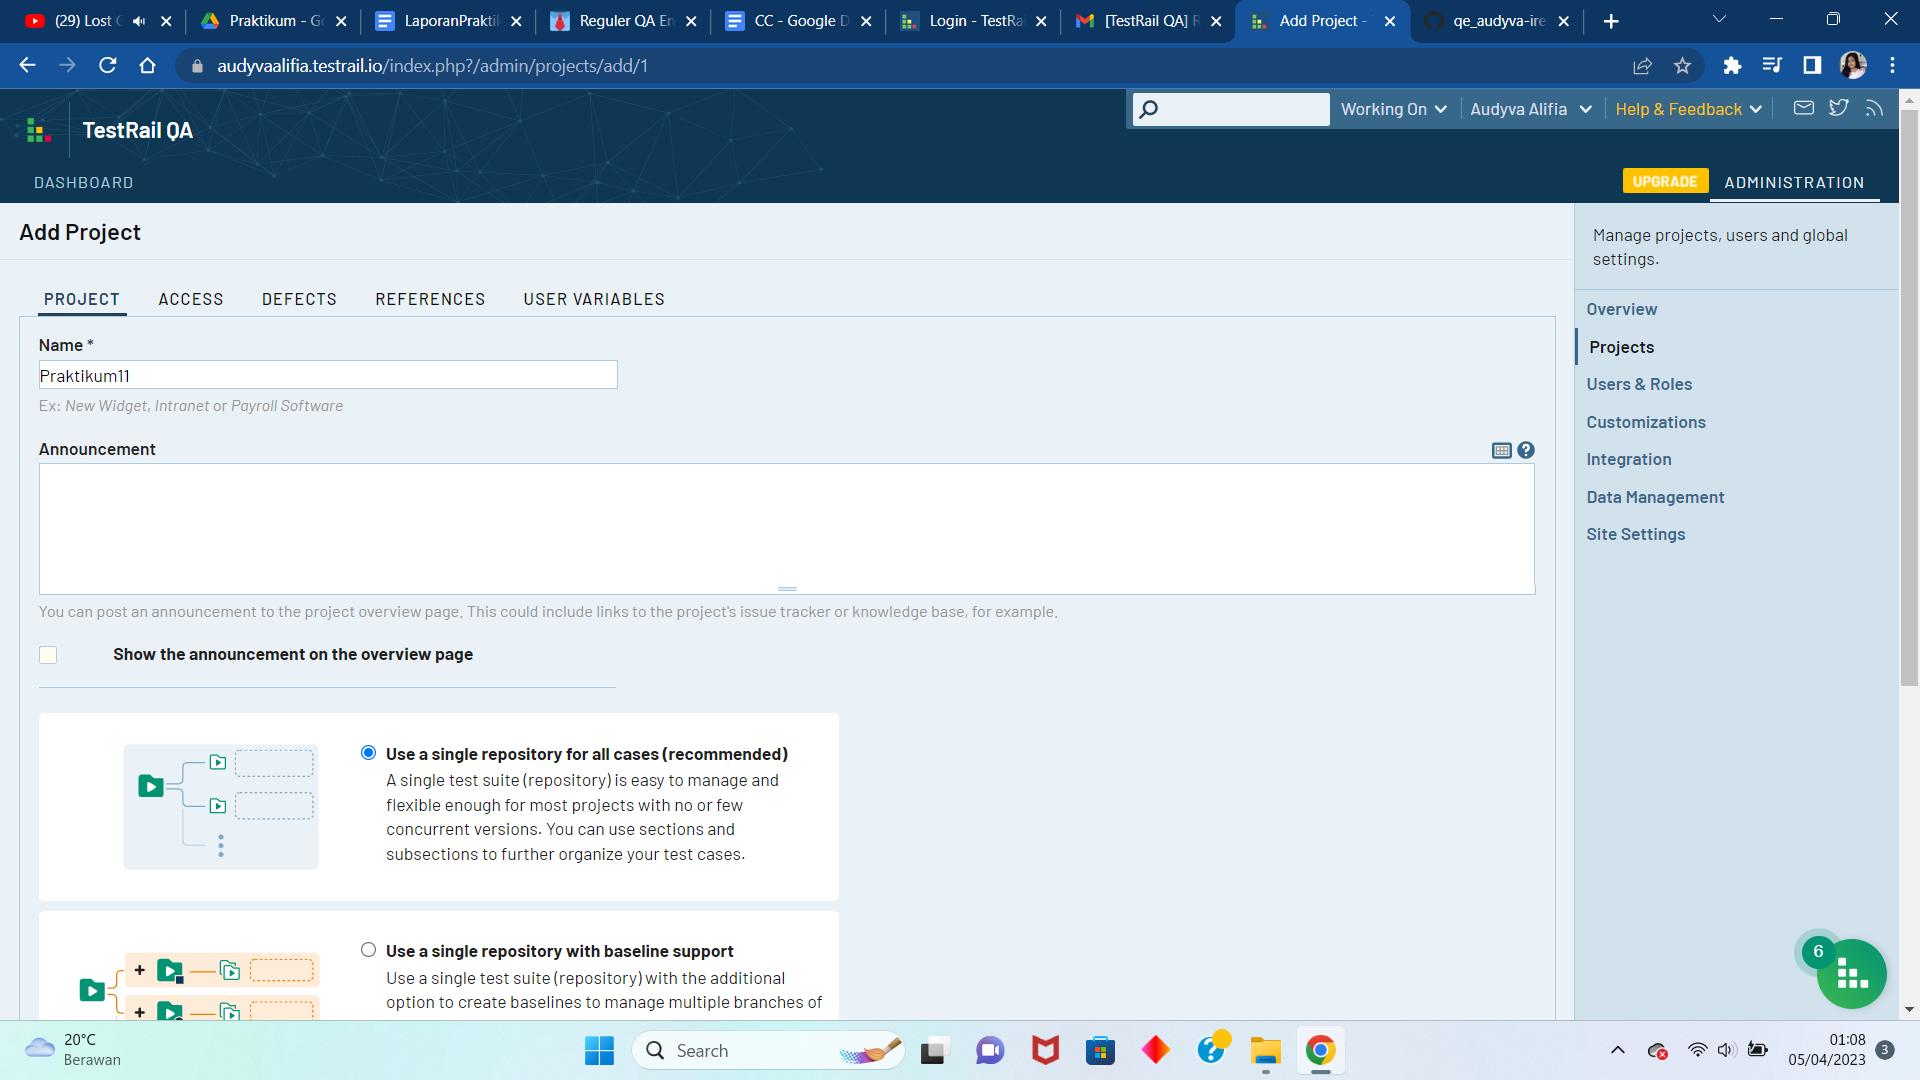 (29) Lost
Praktikum - G
LaporanPrakti
Reguler QA En
CC - Google D
Login - TestRa
[TestRail QA] R
Add Project -
qe_audyva-ire
audyvaalifia.testrail.io/index.php?/admin/projects/add/1
TestRail QA
Working On
Audyva Alifia
Help & Feedback
DASHBOARD
UPGRADE
ADMINISTRATION
Add Project
PROJECT
ACCESS
DEFECTS
REFERENCES
USER VARIABLES
Name *
Praktikum11
Ex: New Widget, Intranet or Payroll Software
Announcement
You can post an announcement to the project overview page. This could include links to the project's issue tracker or knowledge base, for example.
Show the announcement on the overview page
Use a single repository for all cases (recommended)
A single test suite (repository) is easy to manage and
flexible enough for most projects with no or few
concurrent versions. You can use sections and
subsections to further organize your test cases.
Use a single repository with baseline support
Use a single test suite (repository) with the additional
option to create baselines to manage multiple branches of
Manage projects, users and global
settings.
Overview
Projects
Users & Roles
Customizations
Integration
Data Management
Site Settings
6
20°C
Berawan
Search
01:08
05/04/2023
3